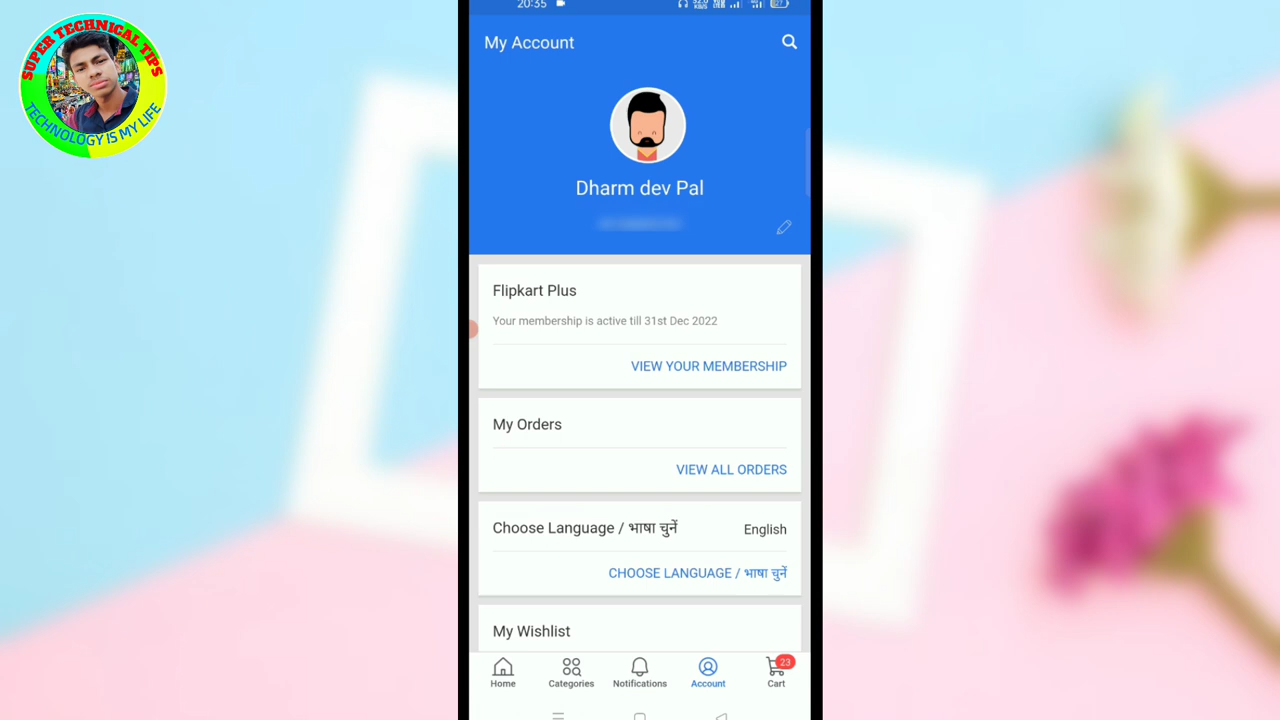 SUPER TECHNICAL TIPS
TECHNOLOGY IS MY LIFE
20:35
My Account
Dharm dev Pal
Flipkart Plus
Your membership is active till 31st Dec 2022
VIEW YOUR MEMBERSHIP
My Orders
VIEW ALL ORDERS
Choose Language / भाषा चुनें English
CHOOSE LANGUAGE / भाषा चुनें
My Wishlist
23
Home Categories Notifications Account Cart